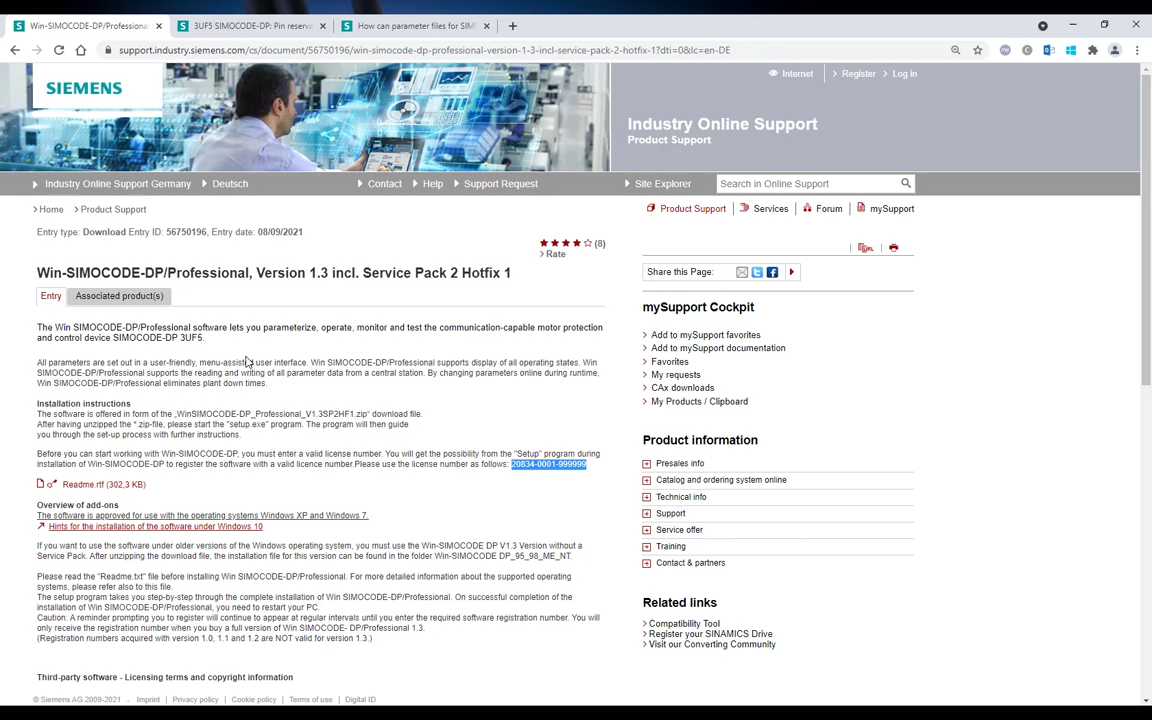 Win-SIMOCODE-DP/Professional
3UF5 SIMOCODE-DP: Pin reserva
How can parameter files for SIM
support.industry.siemens.com/cs/document/56750196/win-simocode-dp-professional-version-1-3-incl-service-pack-2-hotfix-1?dti=0&lc=en-DE
SIEMENS
Internet
Register
Log in
Industry Online Support
Product Support
Industry Online Support Germany
Deutsch
Contact
Help
Support Request
Site Explorer
Search in Online Support
Home
Product Support
Product Support
Services
Forum
mySupport
Entry type: Download Entry ID: 56750196, Entry date: 08/09/2021
(8)
Rate
Win-SIMOCODE-DP/Professional, Version 1.3 incl. Service Pack 2 Hotfix 1
Entry
Associated product(s)
The Win SIMOCODE-DP/Professional software lets you parameterize, operate, monitor and test the communication-capable motor protection
and control device SIMOCODE-DP 3UF5.
All parameters are set out in a user-friendly, menu-assisted user interface. Win SIMOCODE-DP/Professional supports display of all operating states. Win
SIMOCODE-DP/Professional supports the reading and writing of all parameter data from a central station. By changing parameters online during runtime,
Win SIMOCODE-DP/Professional eliminates plant down times.
Installation instructions
The software is offered in form of the „WinSIMOCODE-DP_Professional_V1.3SP2HF1.zip“ download file.
After having unzipped the *.zip-file, please start the "setup.exe" program. The program will then guide
you through the set-up process with further instructions.
Before you can start working with Win-SIMOCODE-DP, you must enter a valid license number. You will get the possibility from the "Setup" program during
installation of Win-SIMOCODE-DP to register the software with a valid licence number.Please use the license number as follows: 20834-0001-999999
Readme.rtf (302,3 KB)
Overview of add-ons
The software is approved for use with the operating systems Windows XP and Windows 7.
Hints for the installation of the software under Windows 10
If you want to use the software under older versions of the Windows operating system, you must use the Win-SIMOCODE DP V1.3 Version without a
Service Pack. After unzipping the download file, the installation file for this version can be found in the folder Win-SIMOCODE DP_95_98_ME_NT.
Please read the "Readme.txt" file before installing Win SIMOCODE-DP/Professional. For more detailed information about the supported operating
systems, please refer also to this file.
The setup program takes you step-by-step through the complete installation of Win SIMOCODE-DP/Professional. On successful completion of the
installation of Win SIMOCODE-DP/Professional, you need to restart your PC.
Caution: A reminder prompting you to register will continue to appear at regular intervals until you enter the required software registration number. You will
only receive the registration number when you buy a full version of Win SIMOCODE- DP/Professional 1.3.
(Registration numbers acquired with version 1.0, 1.1 and 1.2 are NOT valid for version 1.3.)
Third-party software - Licensing terms and copyright information
Share this Page:
mySupport Cockpit
Add to mySupport favorites
Add to mySupport documentation
Favorites
My requests
CAx downloads
My Products / Clipboard
Product information
Presales info
Catalog and ordering system online
Technical info
Support
Service offer
Training
Contact & partners
Related links
Compatibility Tool
Register your SINAMICS Drive
Visit our Converting Community
© Siemens AG 2009-2021 - Imprint | Privacy policy | Cookie policy | Terms of use | Digital ID